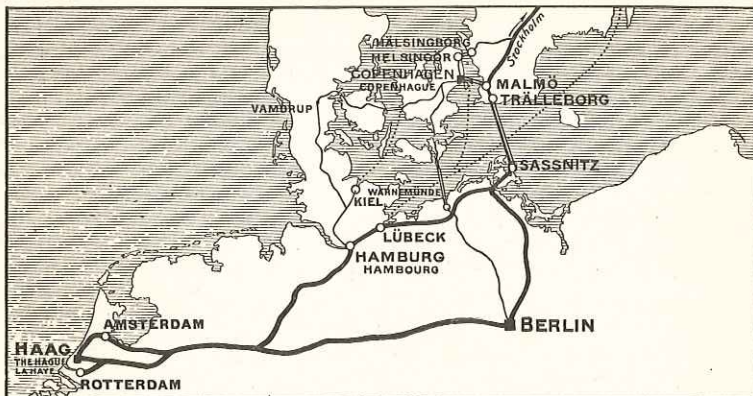 Stockholm
HÄLSINGBORG
HELSINGÖR
COPENHAGEN
COPENHAGUE
MALMÖ
TRÄLLEBORG
VAMDRUP
SASSNITZ
KIEL
WARNEMÜNDE
LÜBECK
HAMBURG
HAMBOURG
BERLIN
AMSTERDAM
HAAG
THE HAGUE
LA HAYE
ROTTERDAM